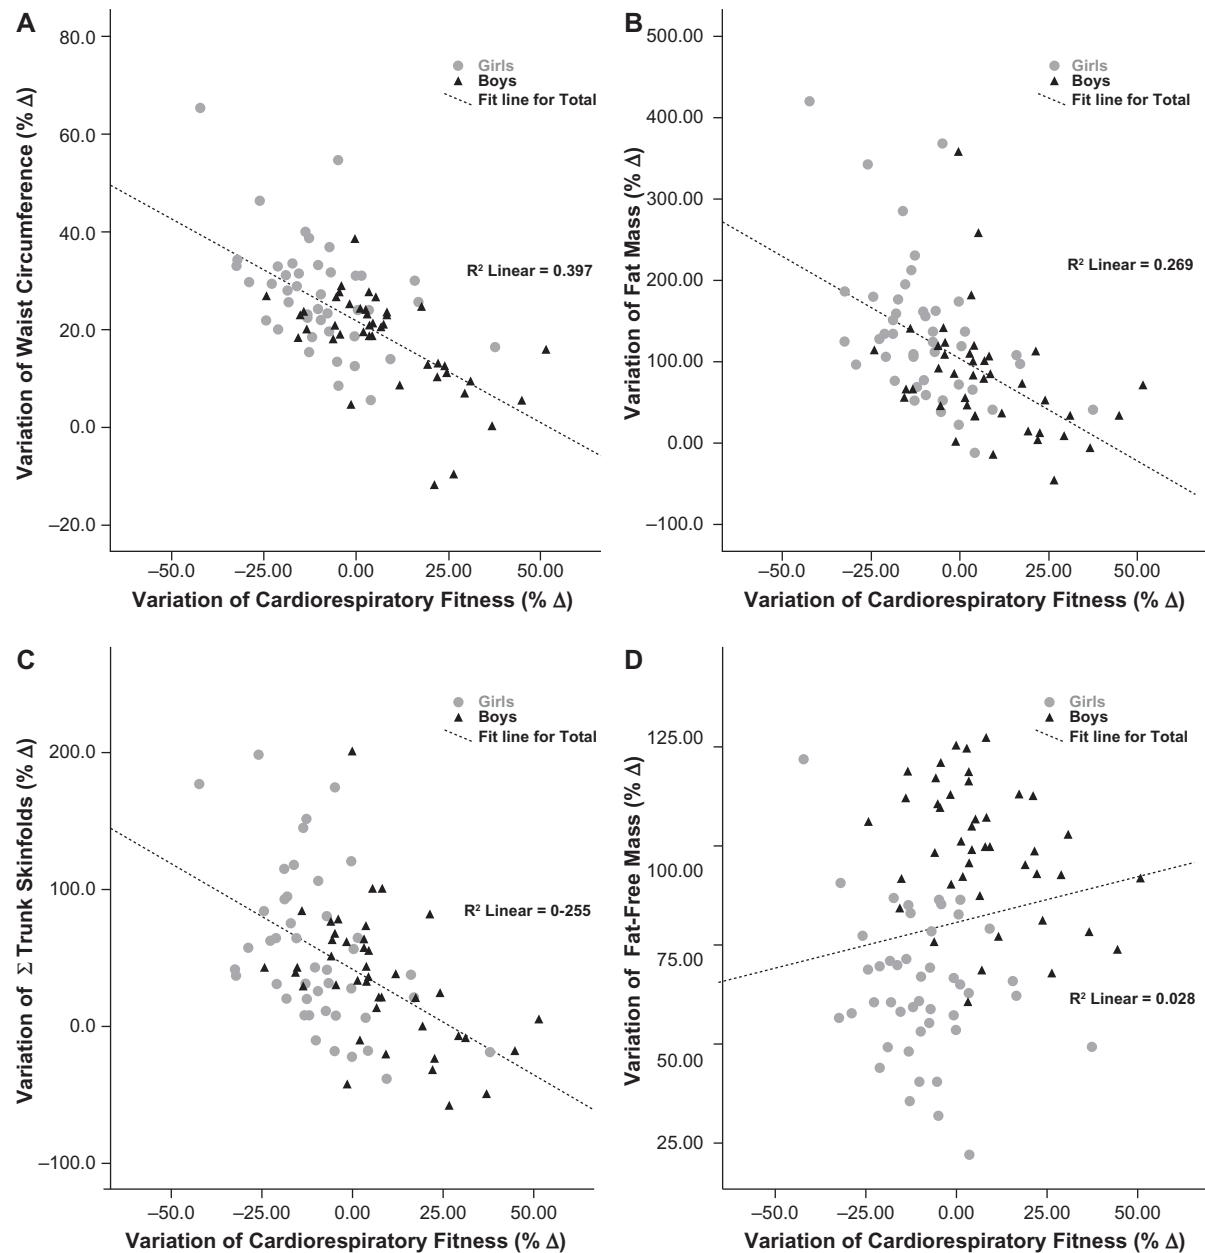 A
80.0
60.0
40.0
20.0
0.0
–20.0
Variation of Waist Circumference (% Δ)
Girls
Boys
Fit line for Total
R² Linear = 0.397
–50.0
–25.00
0.00
25.00
50.00
Variation of Cardiorespiratory Fitness (% Δ)
B
500.00
400.00
300.00
200.00
100.00
0.00
–100.0
Variation of Fat Mass (% Δ)
Girls
Boys
Fit line for Total
R² Linear = 0.269
–50.0
–25.00
0.00
25.00
50.00
Variation of Cardiorespiratory Fitness (% Δ)
C
200.0
100.0
0.0
–100.0
Variation of Σ Trunk Skinfolds (% Δ)
Girls
Boys
Fit line for Total
R² Linear = 0-255
–50.0
–25.00
0.00
25.00
50.00
Variation of Cardiorespiratory Fitness (% Δ)
D
125.00
100.00
75.00
50.00
25.00
Variation of Fat-Free Mass (% Δ)
Girls
Boys
Fit line for Total
R² Linear = 0.028
–50.0
–25.00
0.00
25.00
50.00
Variation of Cardiorespiratory Fitness (% Δ)